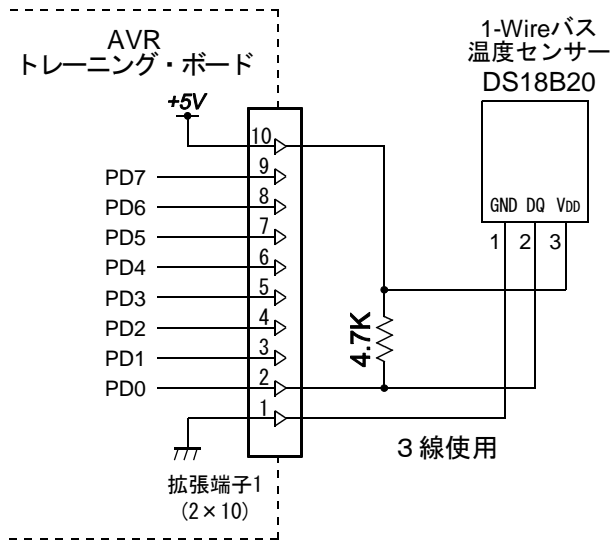 AVR
トレーニング・ボード
+5V
10
PD7
9
PD6
8
PD5
7
PD4
6
PD3
5
PD2
4
PD1
3
PD0
2
1
拡張端子1
(2×10)
1-Wireバス
温度センサー
DS18B20
GND DQ VDD
1 2 3
4.7K
3線使用